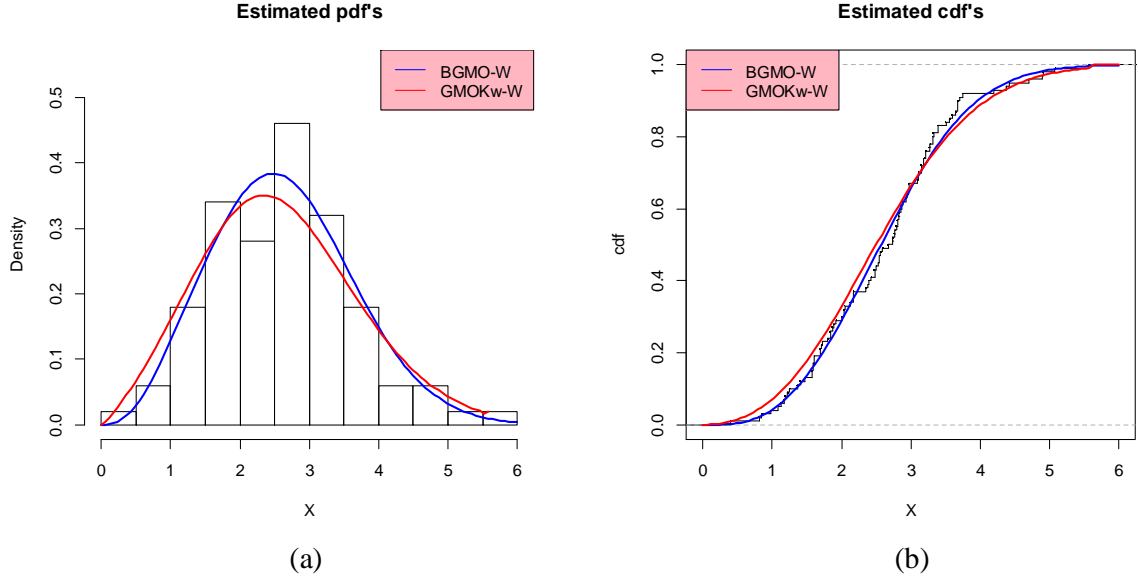 Estimated pdf's
BGMO-W
GMOKw-W
Density
0.0
0.1
0.2
0.3
0.4
0.5
0 1 2 3 4 5 6
X
(a)
Estimated cdf's
BGMO-W
GMOKw-W
cdf
0.0
0.2
0.4
0.6
0.8
1.0
0 1 2 3 4 5 6
X
(b)